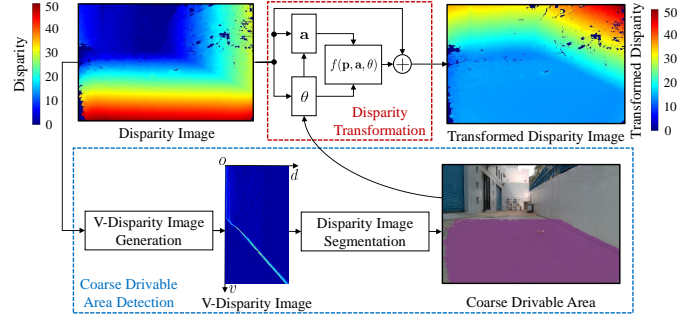 50
40
30
20
10
0
Disparity
Disparity Image
a
θ
f(p, a, θ)
+
Disparity
Transformation
Transformed Disparity Image
50
40
30
20
10
0
Transformed Disparity
o
d
v
V-Disparity Image
Generation
Disparity Image
Segmentation
Coarse Drivable
Area Detection
V-Disparity Image
Coarse Drivable Area